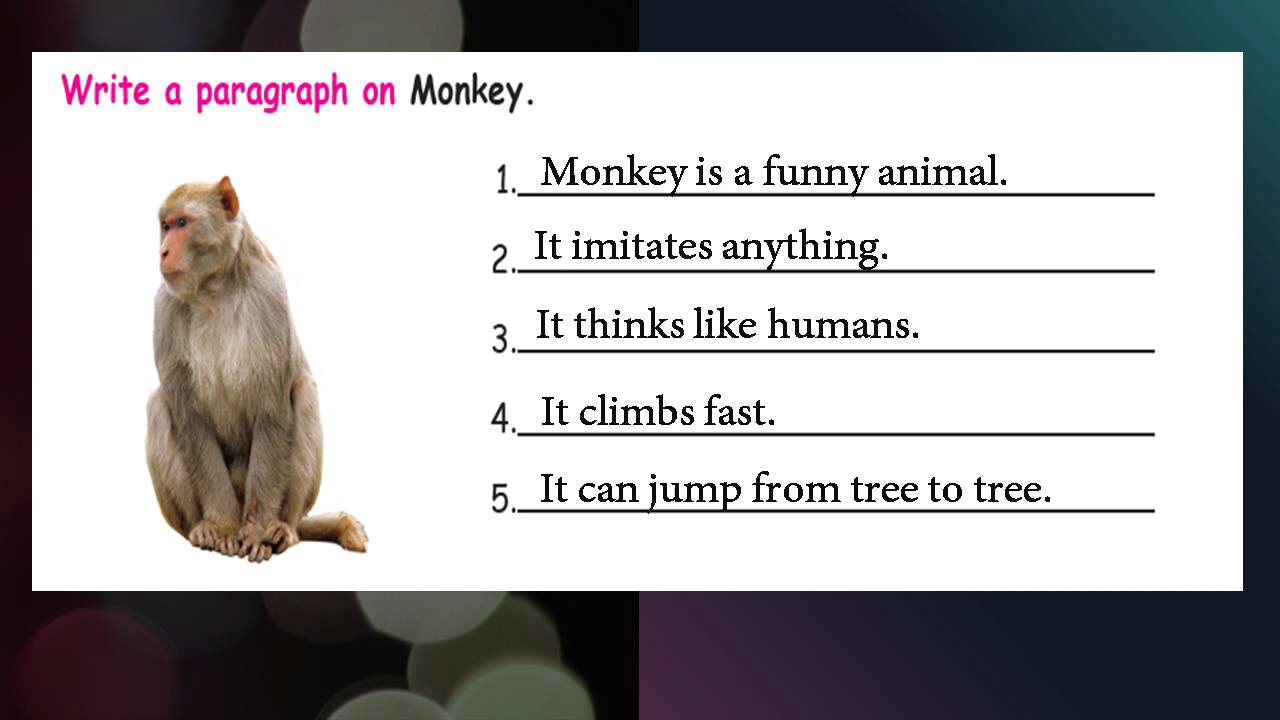 Write a paragraph on Monkey.
1. Monkey is a funny animal.
2. It imitates anything.
3. It thinks like humans.
4. It climbs fast.
5. It can jump from tree to tree.